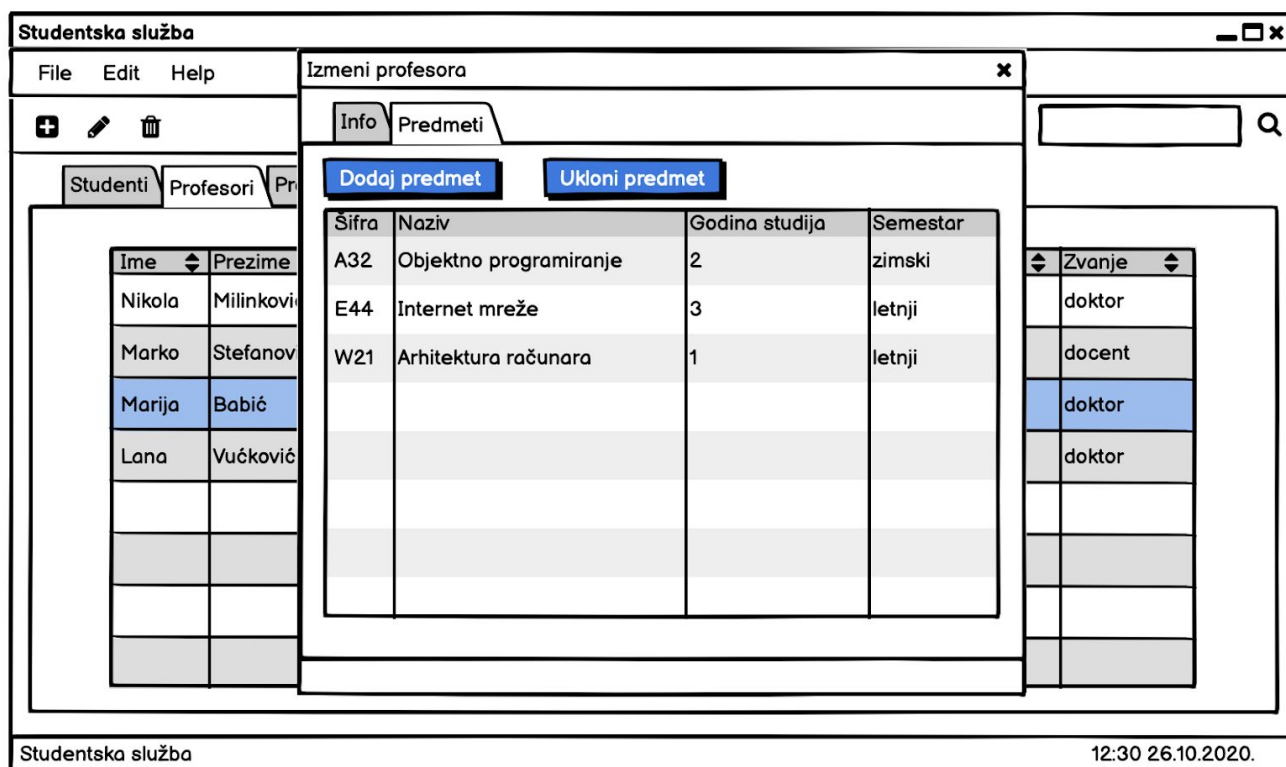 Studentska služba
File Edit Help
Izmeni profesora
Info Predmeti
Studenti Profesori
Dodaj predmet Ukloni predmet
Šifra Naziv Godina studija Semestar
A32 Objektno programiranje 2 zimski
E44 Internet mreže 3 letnji
W21 Arhitektura računara 1 letnji
Ime Prezime Zvanje
Nikola doktor
Marko docent
Marija Babić doktor
Lana Vučković doktor
Studentska služba 12:30 26.10.2020.